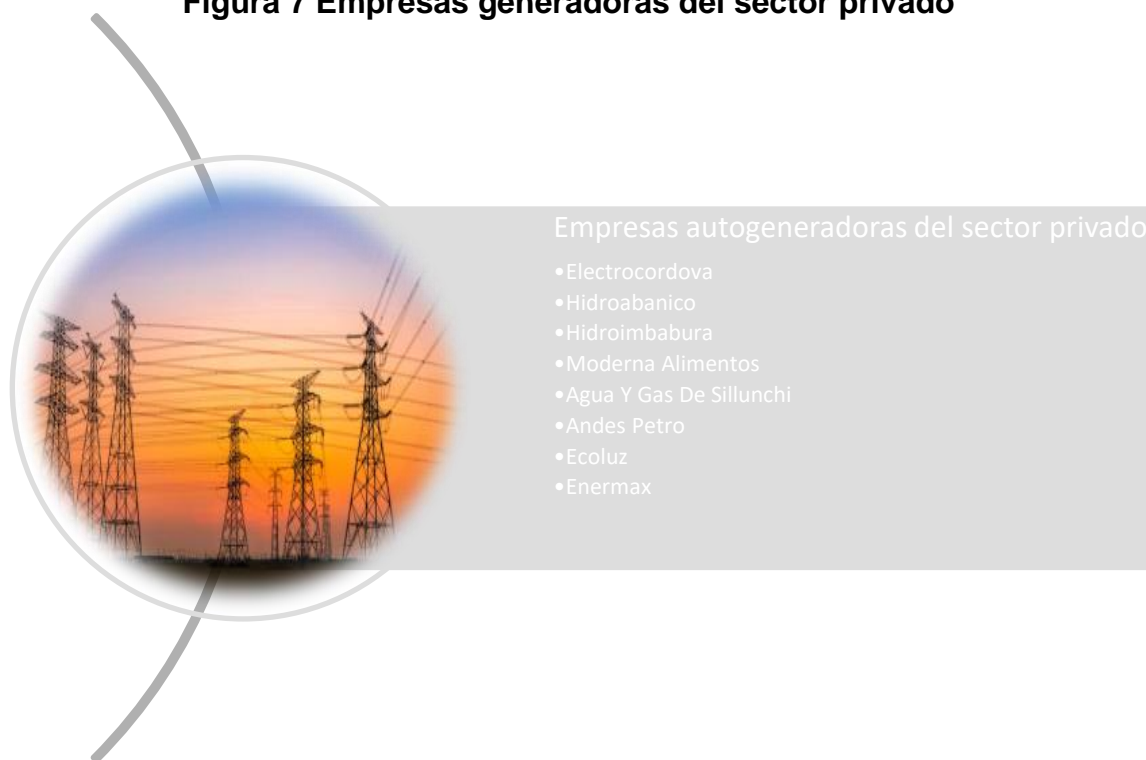 Figura 7 Empresas generadoras del sector privado
Empresas autogeneradoras del sector privado
•Electrocordova
•Hidroabanico
•Hidroimbabura
•Moderna Alimentos
•Agua Y Gas De Sillunchi
•Andes Petro
•Ecoluz
•Enermax